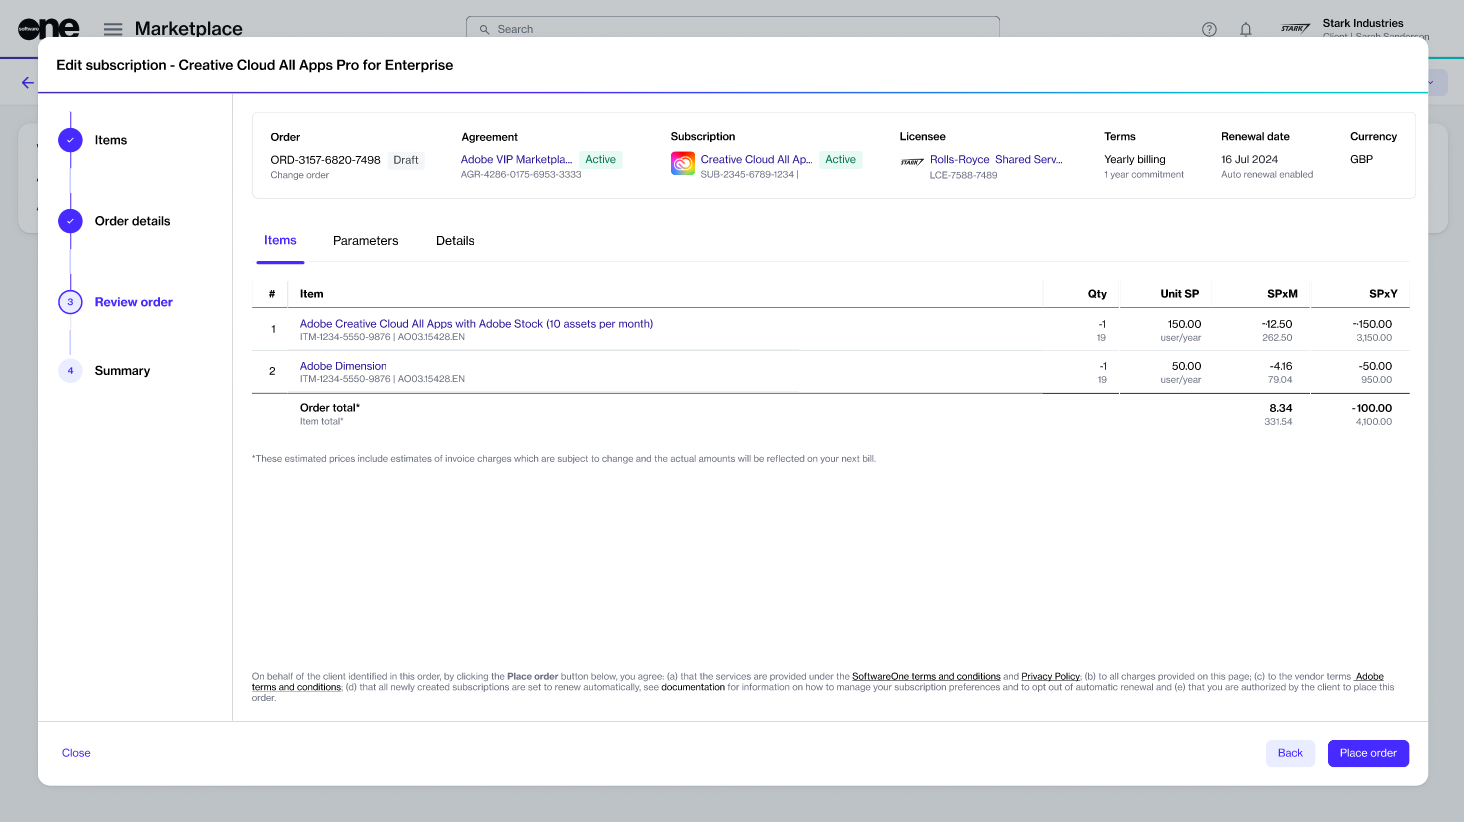 software
one
Marketplace
Search
Stark Industries
Client | Sarah Sanderson
STARK
Edit subscription - Creative Cloud All Apps Pro for Enterprise
Items
Order details
3
Review order
4
Summary
Order
Agreement
Subscription
Licensee
Terms
Renewal date
Currency
ORD-3157-6820-7498
Draft
Adobe VIP Marketpla...
Active
Creative Cloud All Ap...
Active
STARK
Rolls-Royce Shared Serv...
Yearly billing
16 Jul 2024
GBP
Change order
AGR-4286-0175-6953-3333
SUB-2345-6789-1234 |
LCE-7588-7489
1 year commitment
Auto renewal enabled
Items
Parameters
Details
# Item Qty Unit SP SPxM SPxY
1 Adobe Creative Cloud All Apps with Adobe Stock (10 assets per month) -1 150.00 -12.50 --150.00
ITM-1234-5550-9876 | AO03.15428.EN 19 user/year 262.50 3,150.00
2 Adobe Dimension -1 50.00 -4.16 -50.00
ITM-1234-5550-9876 | AO03.15428.EN 19 user/year 79.04 950.00
Order total* 8.34 -100.00
Item total* 331.54 4,100.00
*These estimated prices include estimates of invoice charges which are subject to change and the actual amounts will be reflected on your next bill.
On behalf of the client identified in this order, by clicking the Place order button below, you agree: (a) that the services are provided under the SoftwareOne terms and conditions and Privacy Policy; (b) to all charges provided on this page; (c) to the vendor terms Adobe
terms and conditions; (d) that all newly created subscriptions are set to renew automatically, see documentation for information on how to manage your subscription preferences and to opt out of automatic renewal and (e) that you are authorized by the client to place this
order.
Close
Back
Place order